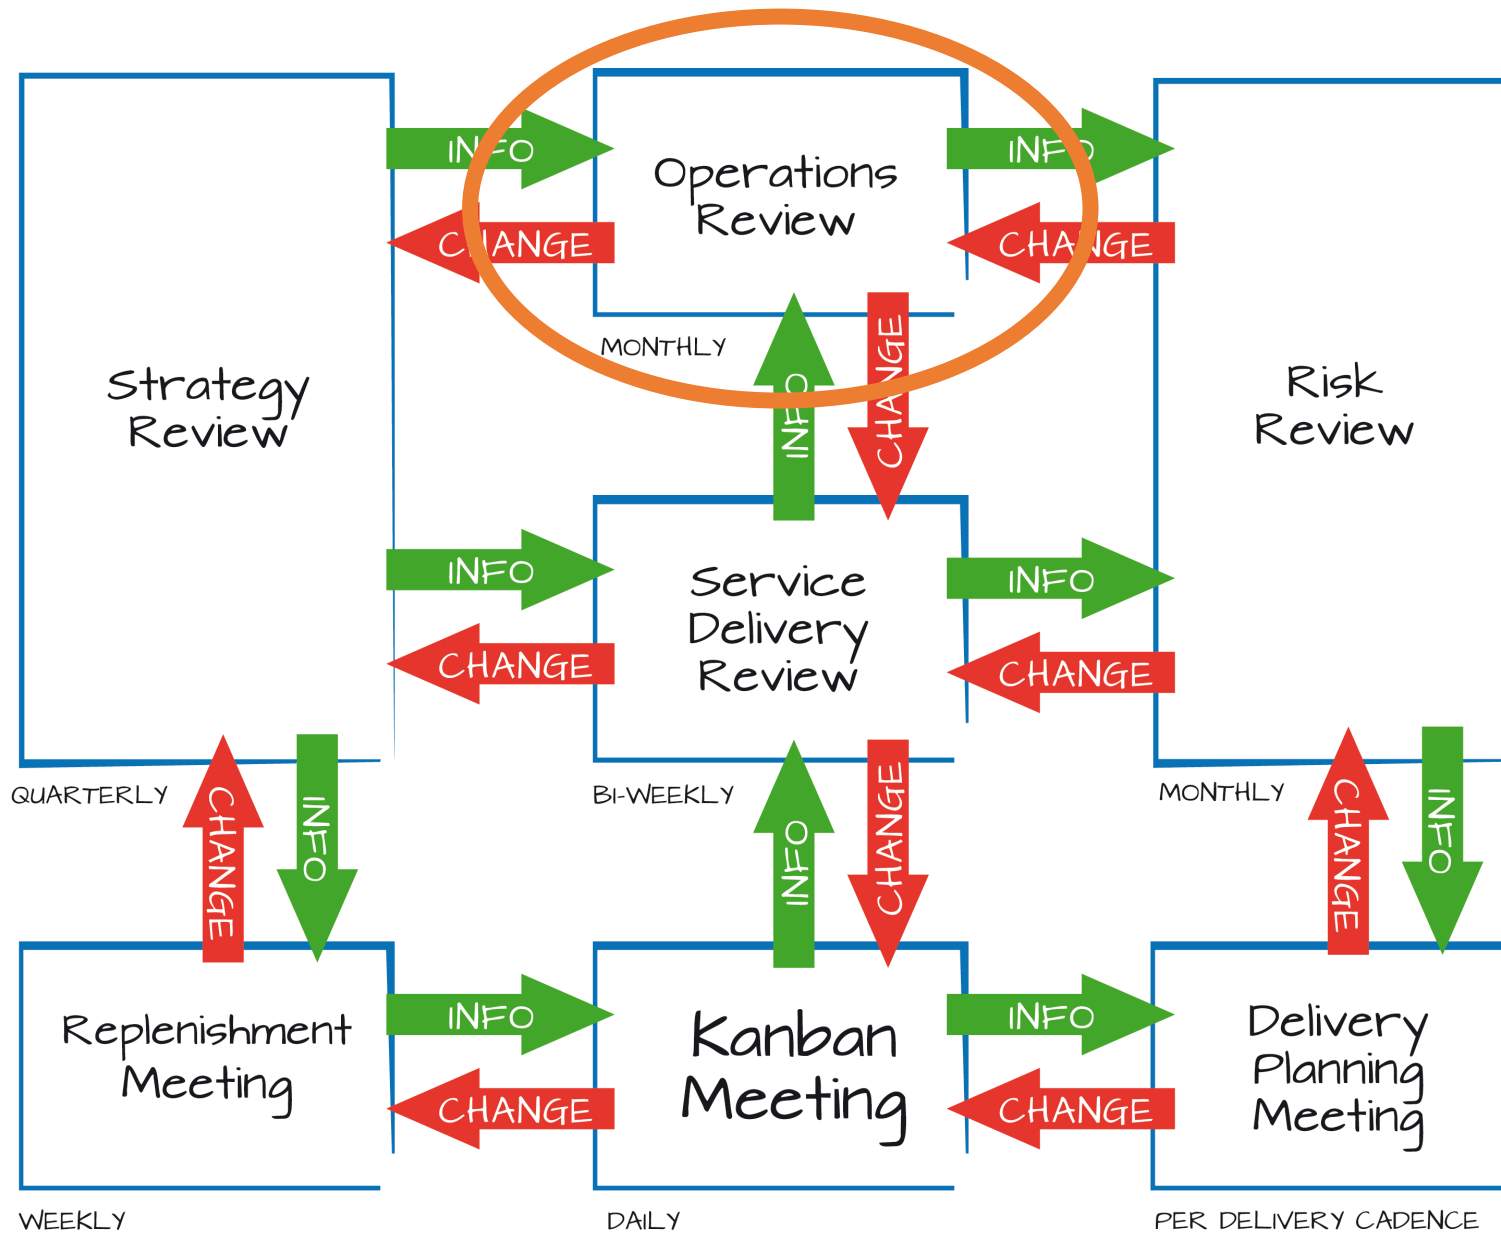 INFO
INFO
Operations
Review
CHANGE
CHANGE
MONTHLY
CHANGE
INFO
Strategy
Review
Risk
Review
INFO
INFO
Service
Delivery
Review
CHANGE
CHANGE
QUARTERLY
BI-WEEKLY
MONTHLY
CHANGE
INFO
INFO
CHANGE
CHANGE
INFO
Replenishment
Meeting
INFO
Kanban
Meeting
INFO
Delivery
Planning
Meeting
CHANGE
CHANGE
WEEKLY
DAILY
PER DELIVERY CADENCE